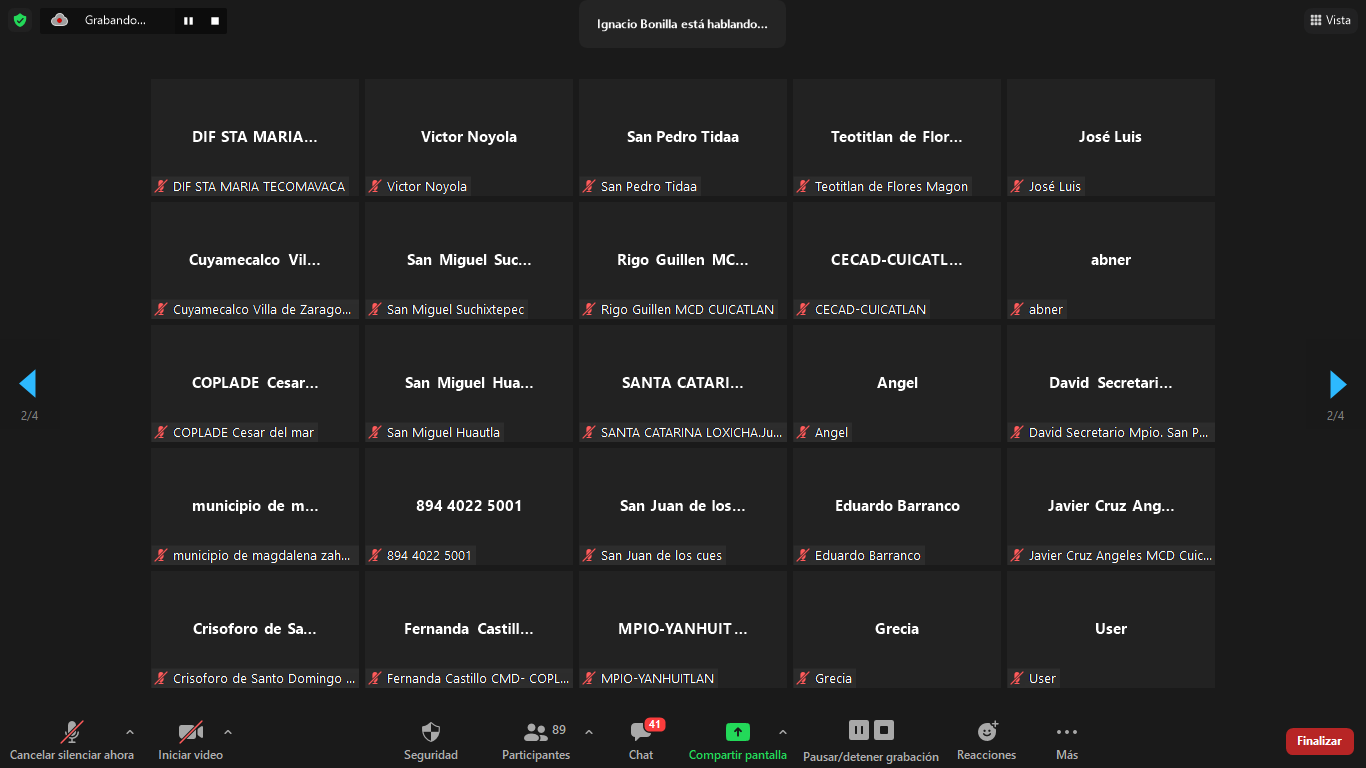 Grabando...
Ignacio Bonilla está hablando...
Vista
DIF STA MARIA...
Victor Noyola
San Pedro Tidaa
Teotitlan de Flor...
José Luis
DIF STA MARIA TECOMAVACA
Victor Noyola
San Pedro Tidaa
Teotitlan de Flores Magon
José Luis
Cuyamecalco Vil...
San Miguel Suc...
Rigo Guillen MC...
CECAD-CUICATL...
abner
Cuyamecalco Villa de Zarago...
San Miguel Suchixtepec
Rigo Guillen MCD CUICATLAN
CECAD-CUICATLAN
abner
COPLADE Cesar...
San Miguel Hua...
SANTA CATARI...
Angel
David Secretari...
2/4
2/4
COPLADE Cesar del mar
San Miguel Huautla
SANTA CATARINA LOXICHA.Ju...
Angel
David Secretario Mpio. San P...
municipio de m...
894 4022 5001
San Juan de los...
Eduardo Barranco
Javier Cruz Ang...
municipio de magdalena zah...
894 4022 5001
San Juan de los cues
Eduardo Barranco
Javier Cruz Angeles MCD Cuic...
Crisoforo de Sa...
Fernanda Castill...
MPIO-YANHUIT...
Grecia
User
Crisoforo de Santo Domingo ...
Fernanda Castillo CMD- COPL...
MPIO-YANHUITLAN
Grecia
User
89
41
Cancelar silenciar ahora
Iniciar video
Seguridad
Participantes
Chat
Compartir pantalla
Pausar/detener grabación
Reacciones
Más
Finalizar